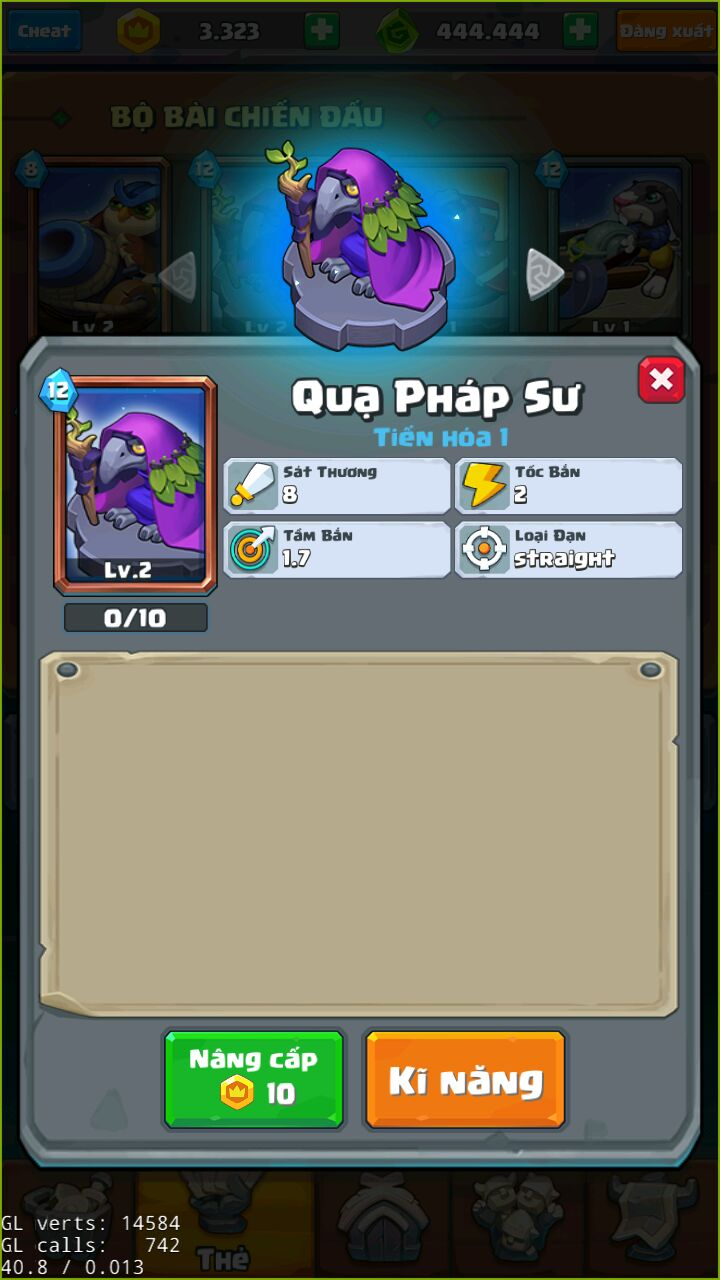 Cheat
3.323
444.444
Đăng xuất
BỘ BÀI CHIẾN ĐẤU
8
12
12
Lv 2
Lv 2
1
Lv 1
12
Quạ Pháp Sư
Tiến Hóa 1
Sát Thương
8
Tốc Bắn
2
Tầm Bắn
1.7
Loại Đạn
straight
Lv.2
0/10
Nâng cấp
10
Kĩ năng
Thẻ
GL verts: 14584
GL calls: 742
40.8 / 0.013